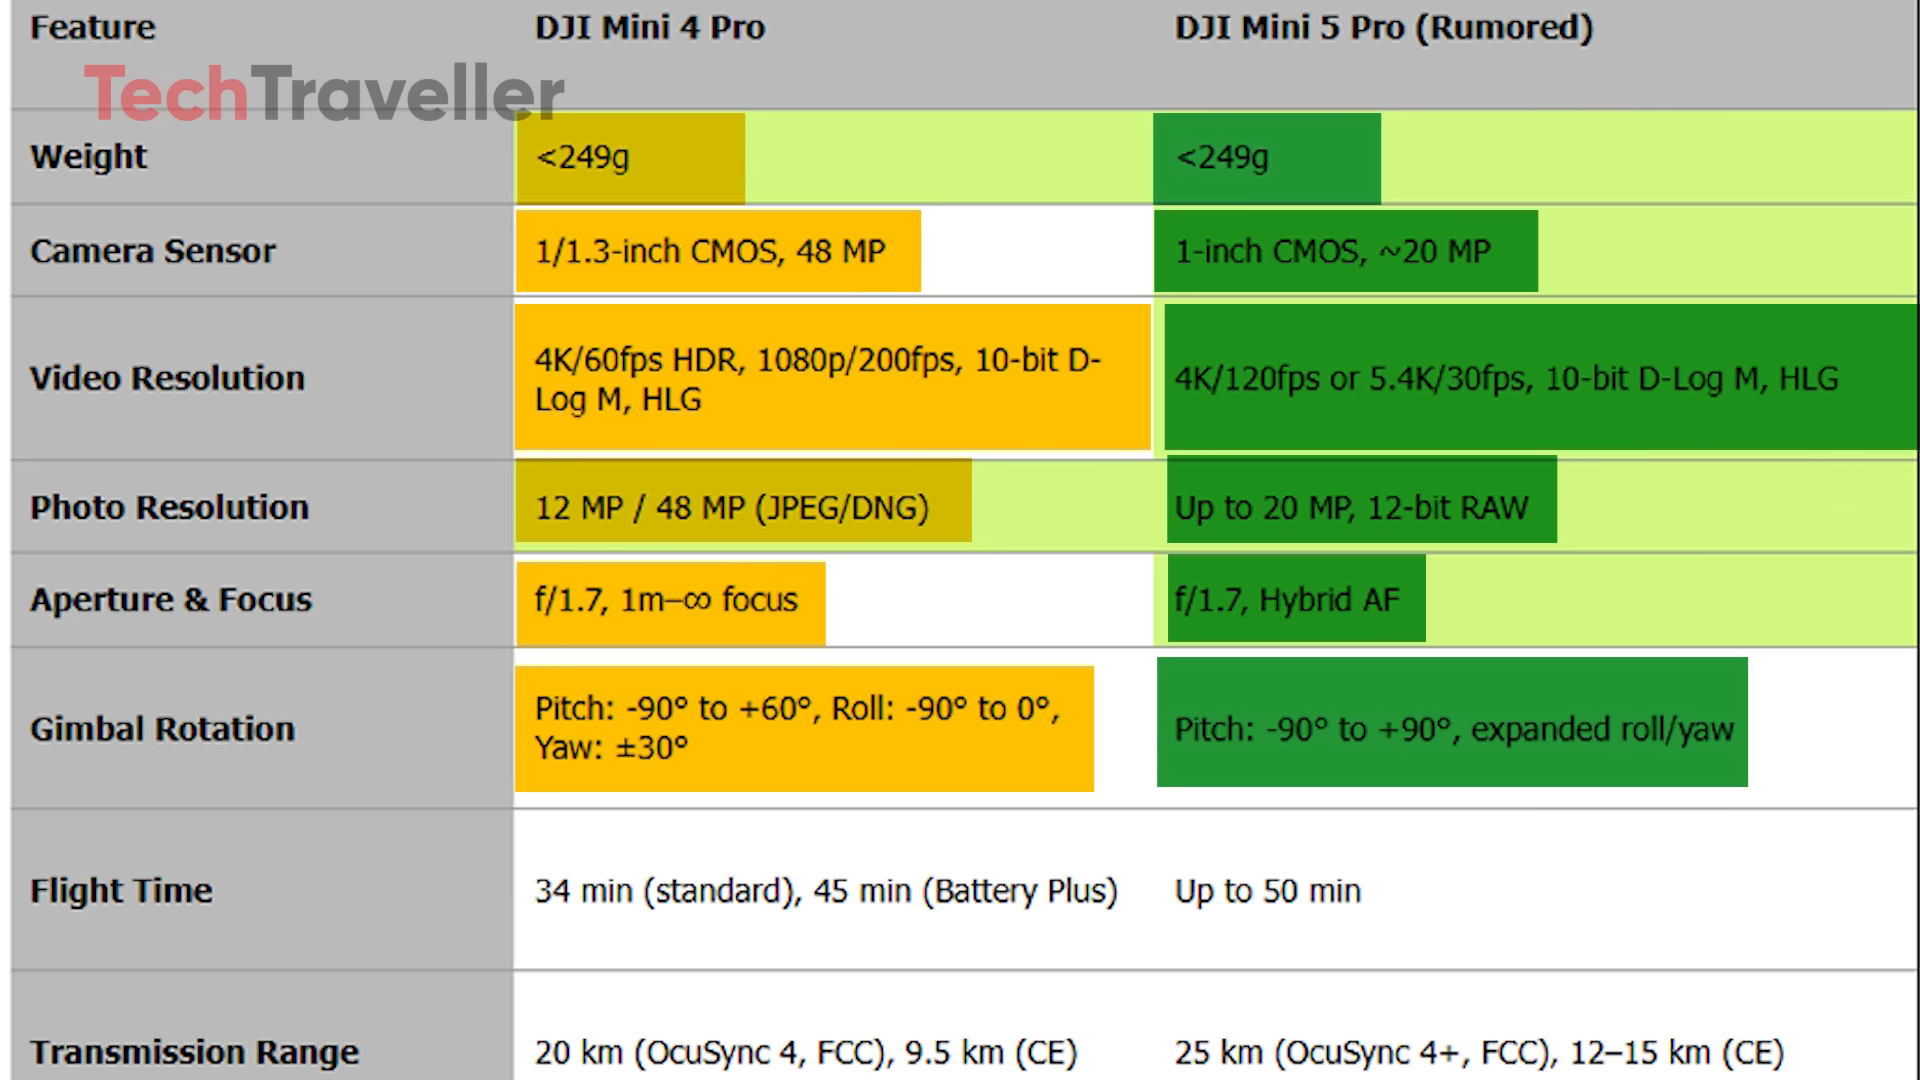 Feature DJI Mini 4 Pro DJI Mini 5 Pro (Rumored)
TechTraveller
Weight <249g <249g
Camera Sensor 1/1.3-inch CMOS, 48 MP 1-inch CMOS, ~20 MP
Video Resolution 4K/60fps HDR, 1080p/200fps, 10-bit D-
Log M, HLG 4K/120fps or 5.4K/30fps, 10-bit D-Log M, HLG
Photo Resolution 12 MP / 48 MP (JPEG/DNG) Up to 20 MP, 12-bit RAW
Aperture & Focus f/1.7, 1m–∞ focus f/1.7, Hybrid AF
Gimbal Rotation Pitch: -90° to +60°, Roll: -90° to 0°,
Yaw: ±30° Pitch: -90° to +90°, expanded roll/yaw
Flight Time 34 min (standard), 45 min (Battery Plus) Up to 50 min
Transmission Range 20 km (OcuSync 4, FCC), 9.5 km (CE) 25 km (OcuSync 4+, FCC), 12–15 km (CE)